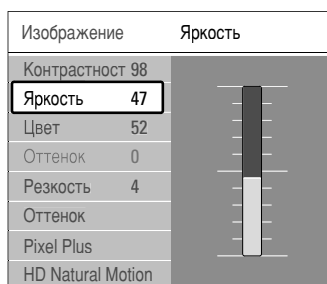 Изображение Яркость
Контрастност 98
Яркость 47
Цвет 52
Оттенок 0
Резкость 4
Оттенок
Pixel Plus
HD Natural Motion